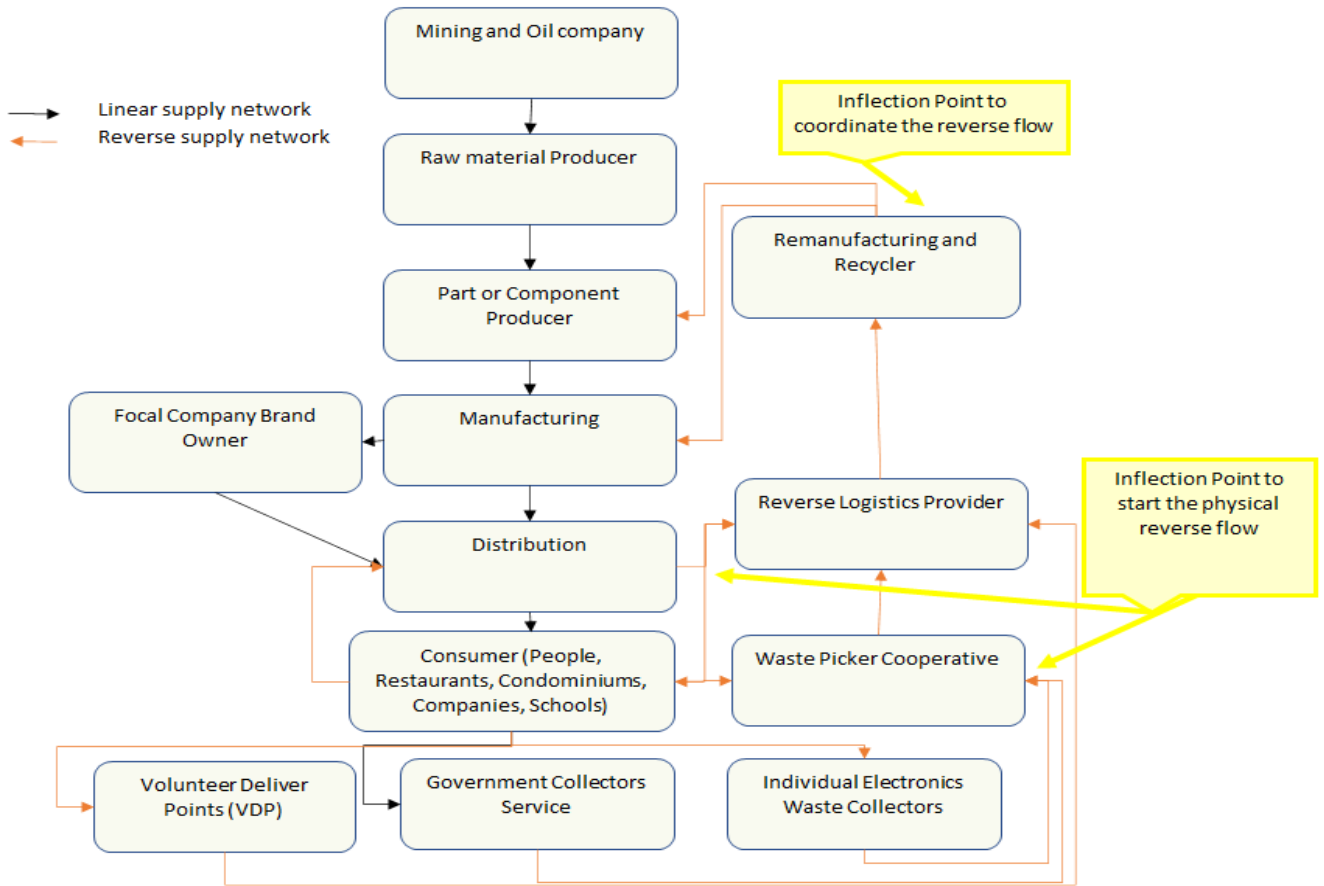 Mining and Oil company
Inflection Point to
coordinate the reverse flow
Linear supply network
Reverse supply network
Raw material Producer
Remanufacturing and
Recycler
Part or Component
Producer
Focal Company Brand
Owner
Manufacturing
Inflection Point to
start the physical
reverse flow
Reverse Logistics Provider
Distribution
Consumer (People,
Restaurants, Condominiums,
Companies, Schools)
Waste Picker Cooperative
Volunteer Deliver
Points (VDP)
Government Collectors
Service
Individual Electronics
Waste Collectors